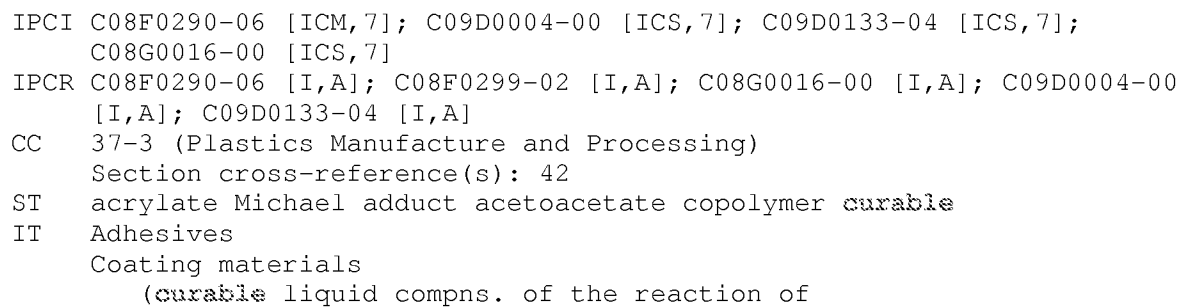 IPCI C08F0290-06 [ICM,7]; C09D0004-00 [ICS,7]; C09D0133-04 [ICS,7];
C08G0016-00 [ICS,7]
IPCR C08F0290-06 [I,A]; C08F0299-02 [I,A]; C08G0016-00 [I,A]; C09D0004-00
[I,A]; C09D0133-04 [I,A]
CC 37-3 (Plastics Manufacture and Processing)
Section cross-reference(s): 42
ST acrylate Michael adduct acetoacetate copolymer curable
IT Adhesives
Coating materials
(curable liquid compns. of the reaction of